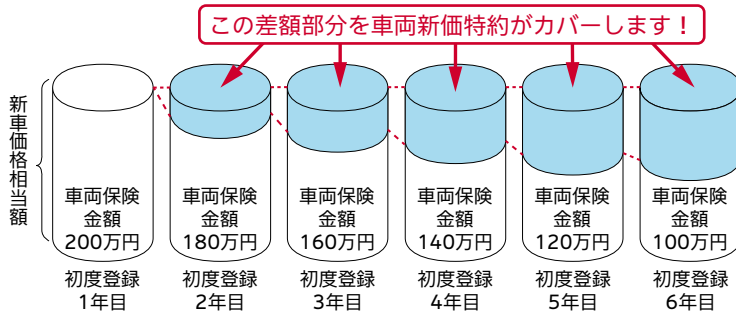 この差額部分を車両新価特約がカバーします！
新車価格相当額
車両保険
金額
200万円
車両保険
金額
180万円
車両保険
金額
160万円
車両保険
金額
140万円
車両保険
金額
120万円
車両保険
金額
100万円
初度登録
1年目
初度登録
2年目
初度登録
3年目
初度登録
4年目
初度登録
5年目
初度登録
6年目